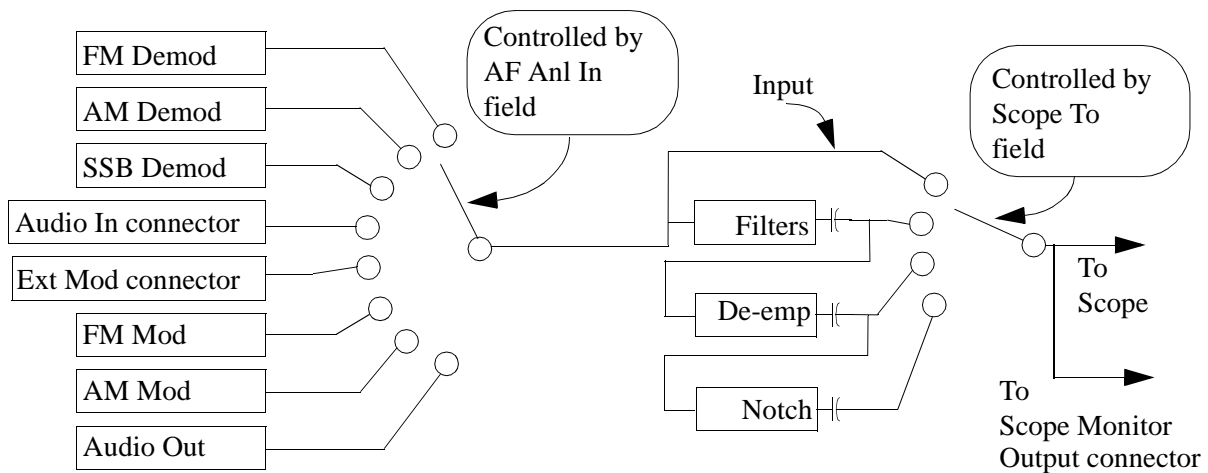 FM Demod
AM Demod
SSB Demod
Audio In connector
Ext Mod connector
FM Mod
AM Mod
Audio Out
Controlled by
AF Anl In
field
Input
Filters
De-emp
Notch
Controlled by
Scope To
field
To
Scope
To
Scope Monitor
Output connector